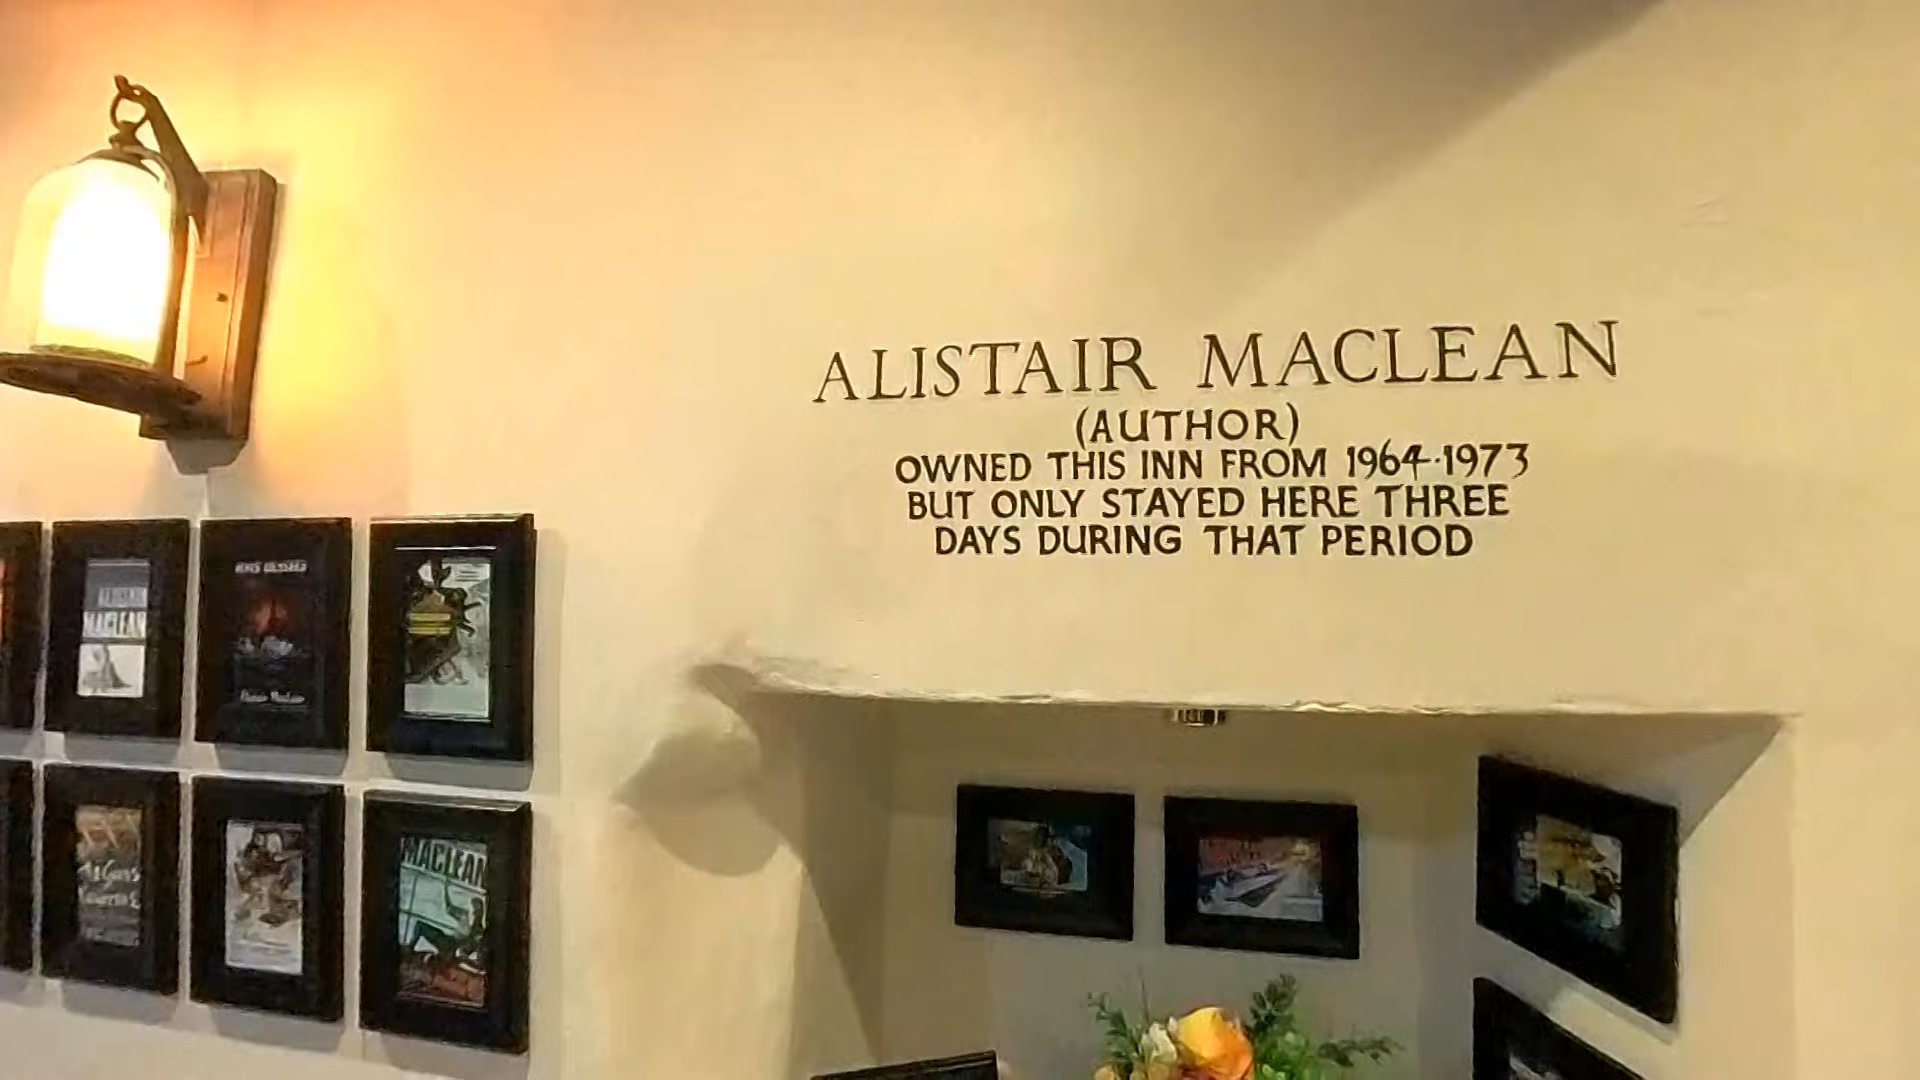 ALISTAIR MACLEAN
(AUTHOR)
OWNED THIS INN FROM 1964-1973
BUT ONLY STAYED HERE THREE
DAYS DURING THAT PERIOD
MACLEAN
MACLEAN